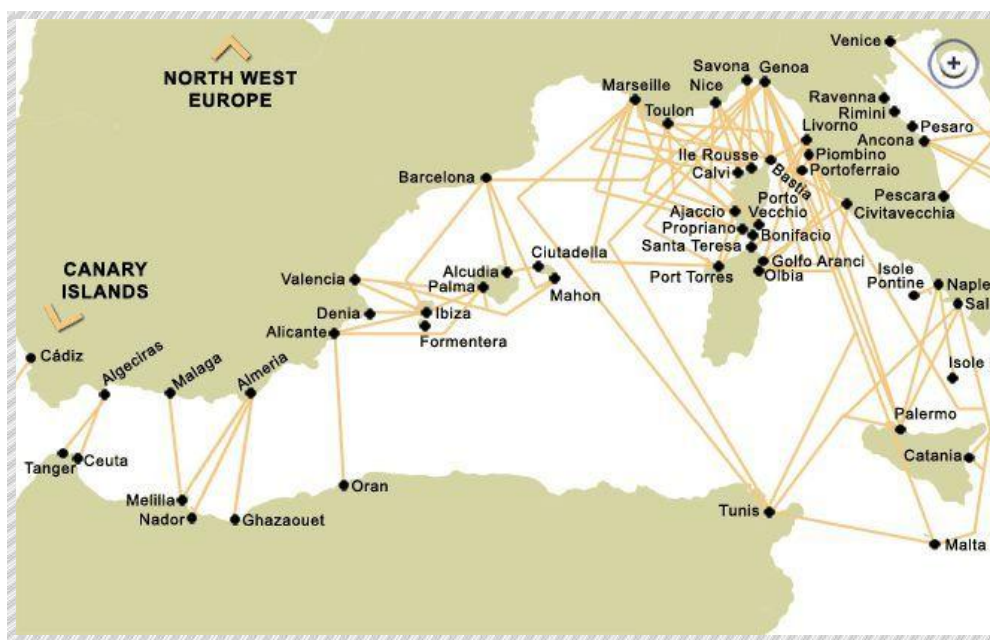 NORTH WEST
EUROPE
Venice
Savona
Genoa
Marseille
Nice
Toulon
Ravenna
Rimini
Pesaro
Ancona
Livorno
Piombino
Portoferraio
Ile Rousse
Calvi
Bastia
Barcelona
Pescara
Civitavecchia
Porto
Vecchio
Ajaccio
Propriano
Bonifacio
Santa Teresa
Golfo Aranci
Olbia
Port Torres
Ciutadella
Alcudia
Palma
Mahon
Isole
Pontine
Naple
Sal
CANARY
ISLANDS
Valencia
Denia
Ibiza
Alicante
Formentera
Cádiz
Algeciras
Malaga
Almeria
Isole
Palermo
Catania
Tanger
Ceuta
Melilla
Nador
Ghazaouet
Oran
Tunis
Malta